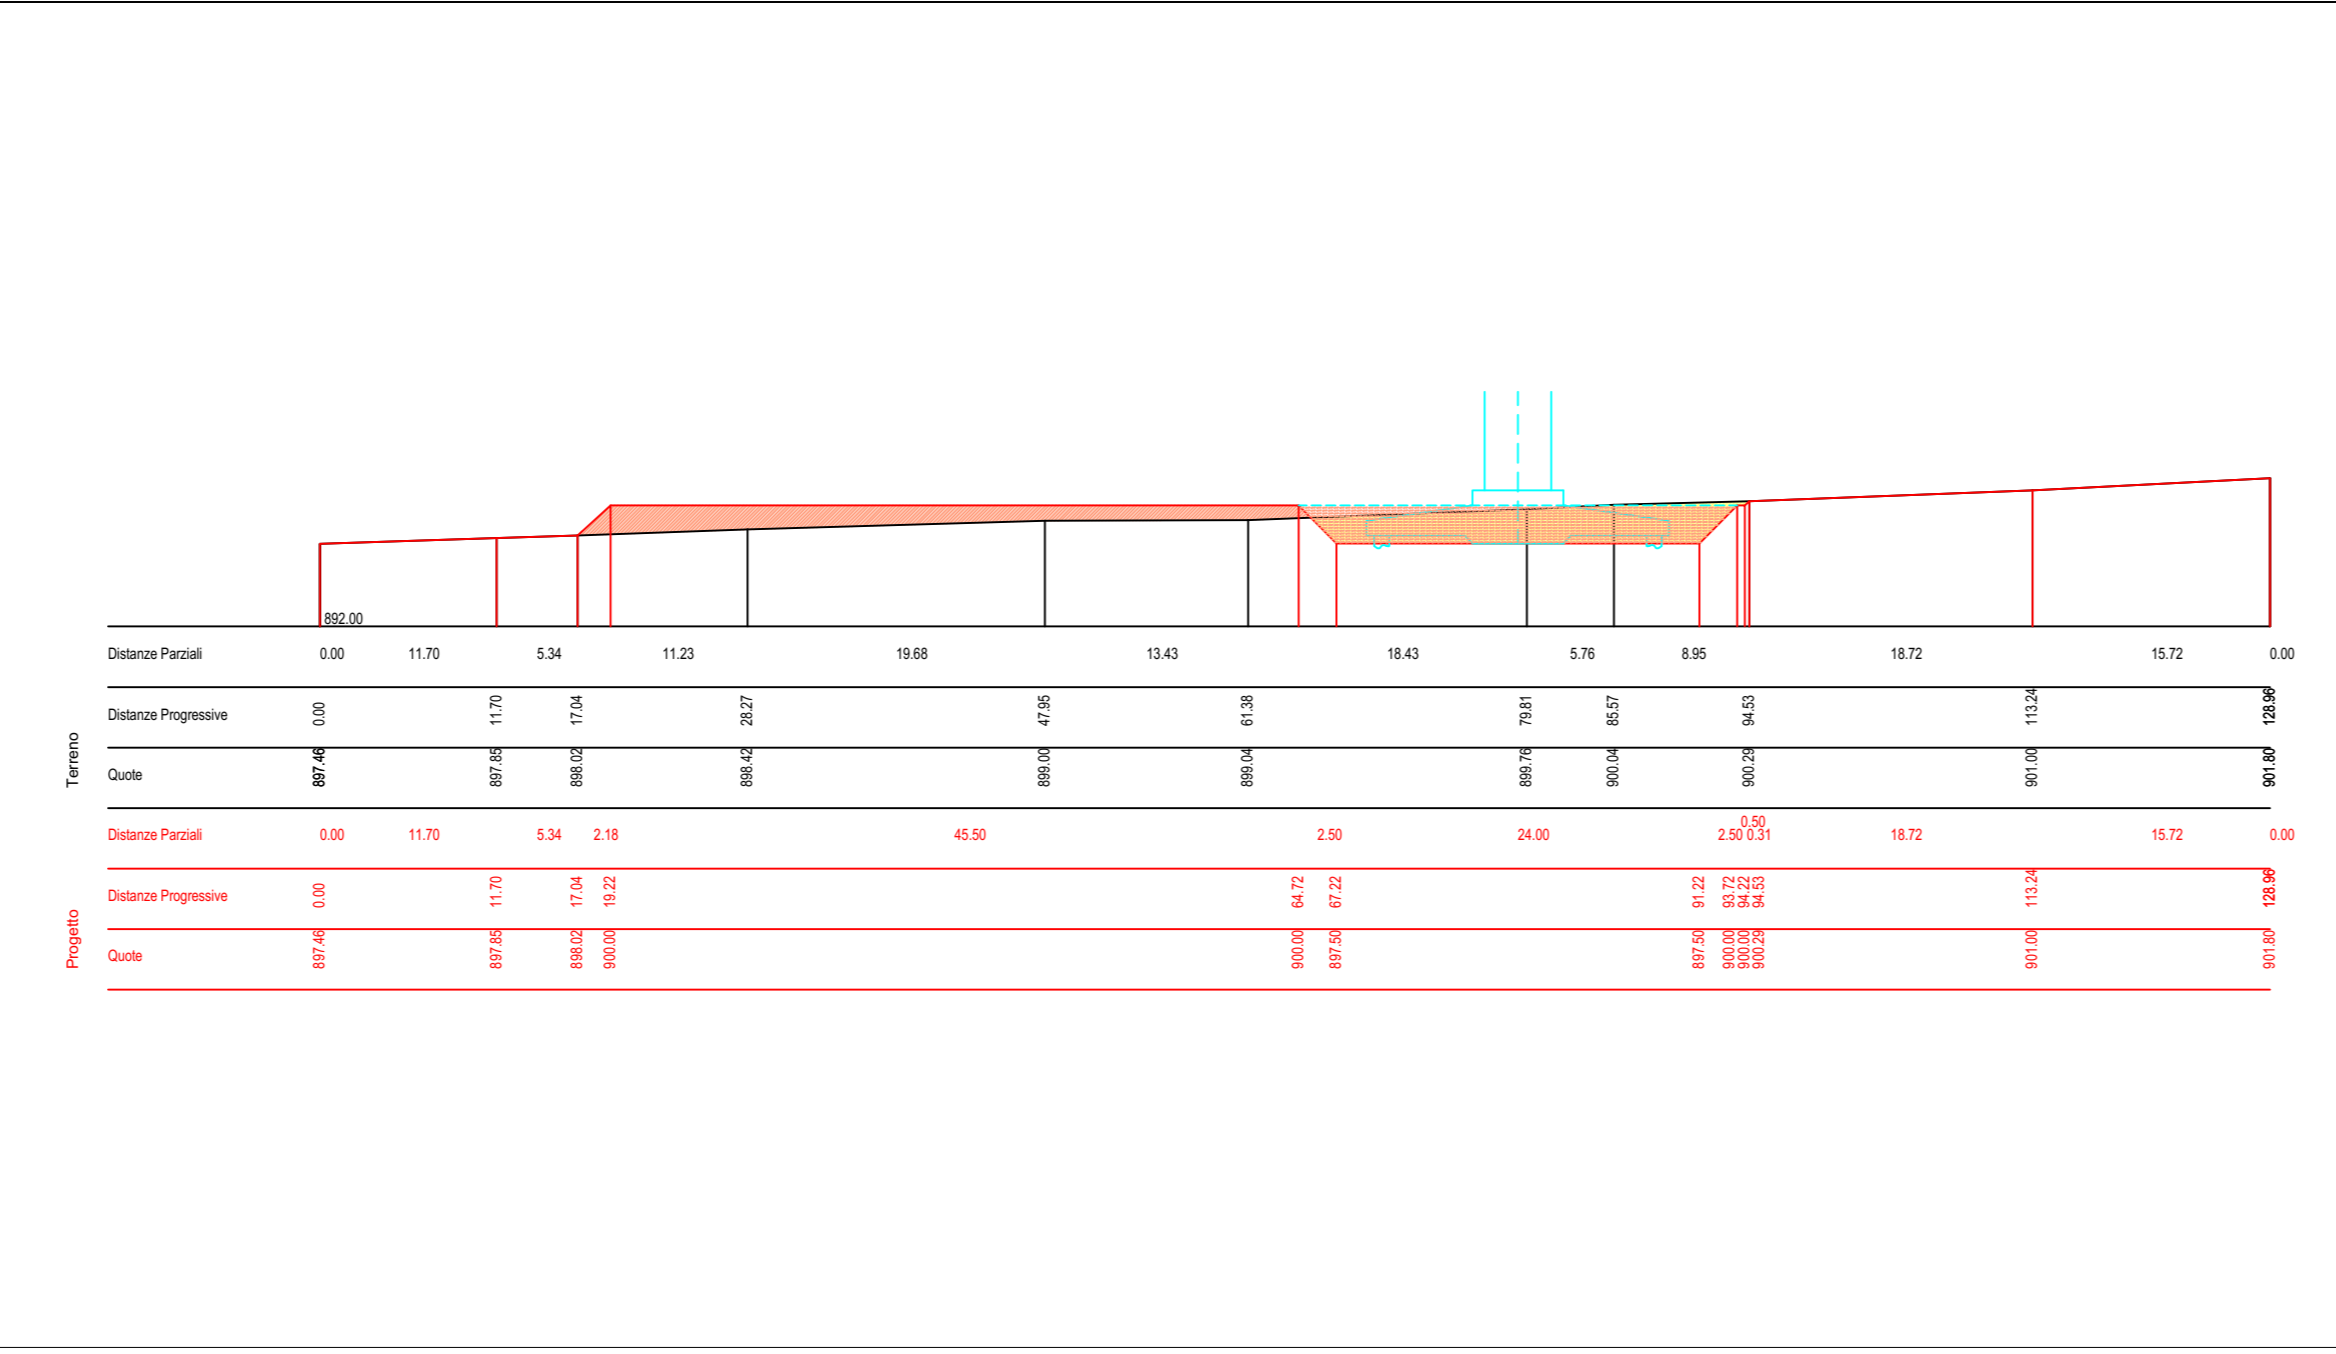 892.00
Terreno
Distanze Parziali 0.00 11.70 5.34 11.23 19.68 13.43 18.43 5.76 8.95 18.72 15.72 0.00
Distanze Progressive 0.00 11.70 17.04 28.27 47.95 61.38 79.81 85.57 94.53 113.24 128.96
Quote 897.46 897.85 898.02 898.42 899.00 899.04 899.76 900.04 900.29 901.00 901.80
Progetto
Distanze Parziali 0.00 11.70 5.34 2.18 45.50 2.50 24.00 2.50 0.50 0.31 18.72 15.72 0.00
Distanze Progressive 0.00 11.70 17.04 19.22 64.72 67.22 91.22 93.72 94.22 94.53 113.24 128.96
Quote 897.46 897.85 898.02 900.00 900.00 897.50 897.50 900.00 900.00 900.29 901.00 901.80